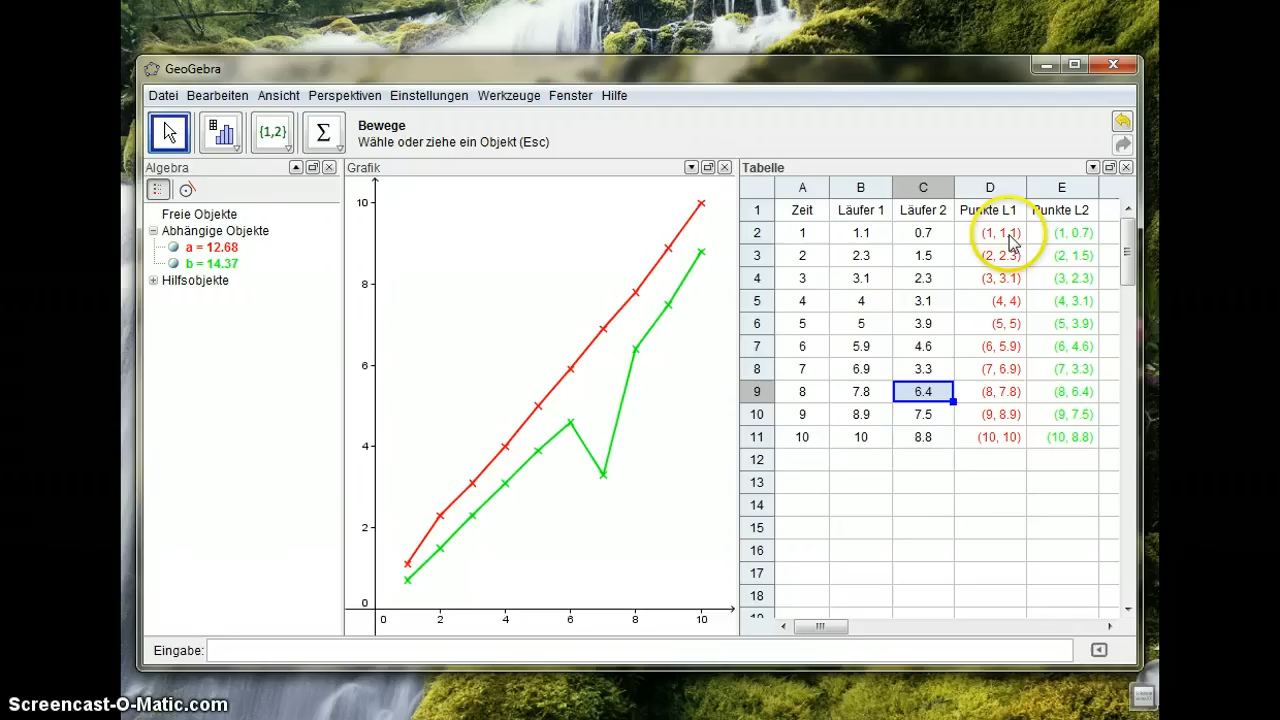 GeoGebra
Datei Bearbeiten Ansicht Perspektiven Einstellungen Werkzeuge Fenster Hilfe
{1,2} Σ
Bewege
Wähle oder ziehe ein Objekt (Esc)
Algebra
Freie Objekte
Abhängige Objekte
a = 12.68
b = 14.37
Hilfsobjekte
Grafik
10
8
6
4
2
0
0 2 4 6 8 10
Tabelle
A B C D E
1 Zeit Läufer 1 Läufer 2 Punkte L1 Punkte L2
2 1 1.1 0.7 (1, 1.1) (1, 0.7)
3 2 2.3 1.5 (2, 2.3) (2, 1.5)
4 3 3.1 2.3 (3, 3.1) (3, 2.3)
5 4 4 3.1 (4, 4) (4, 3.1)
6 5 5 3.9 (5, 5) (5, 3.9)
7 6 5.9 4.6 (6, 5.9) (6, 4.6)
8 7 6.9 3.3 (7, 6.9) (7, 3.3)
9 8 7.8 6.4 (8, 7.8) (8, 6.4)
10 9 8.9 7.5 (9, 8.9) (9, 7.5)
11 10 10 8.8 (10, 10) (10, 8.8)
12
13
14
15
16
17
18
Eingabe:
Screencast-O-Matic.com